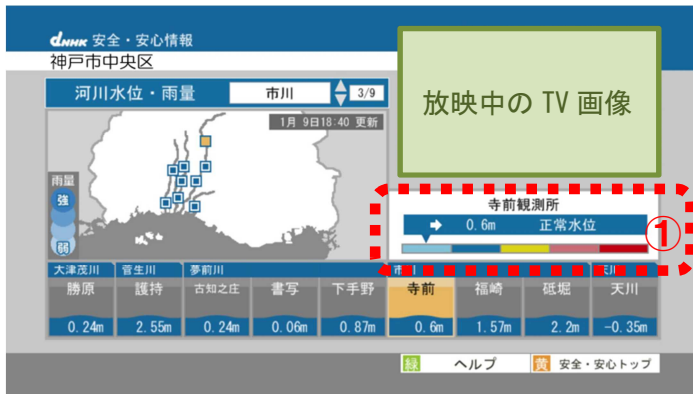 dNHK 安全・安心情報
神戸市中央区
河川水位・雨量 市川 3/9
放映中の TV 画像
1月 9日18:40 更新
雨量
強
弱
寺前観測所
0.6m 正常水位
①
大津茂川 菅生川 夢前川 市川 天川
勝原 護持 古知之庄 書写 下手野 寺前 福崎 砥堀 天川
0.24m 2.55m 0.24m 0.06m 0.87m 0.6m 1.57m 2.2m -0.35m
緑 ヘルプ 黄 安全・安心トップ